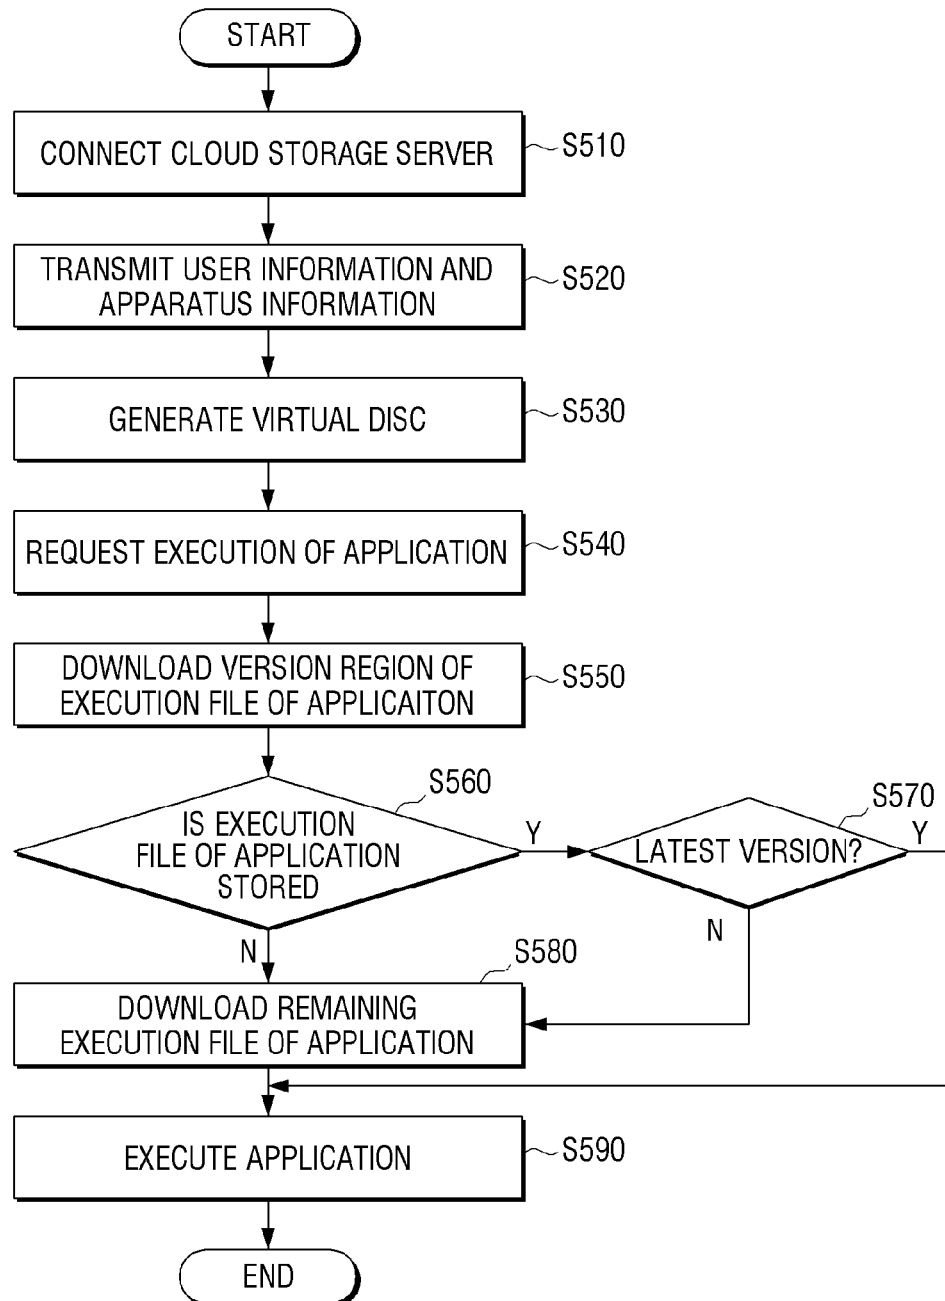 START
CONNECT CLOUD STORAGE SERVER
S510
TRANSMIT USER INFORMATION AND
APPARATUS INFORMATION
S520
GENERATE VIRTUAL DISC
S530
REQUEST EXECUTION OF APPLICATION
S540
DOWNLOAD VERSION REGION OF
EXECUTION FILE OF APPLICAITON
S550
S560
IS EXECUTION
FILE OF APPLICATION
STORED
Y
S570
LATEST VERSION?
Y
N
N
S580
DOWNLOAD REMAINING
EXECUTION FILE OF APPLICATION
EXECUTE APPLICATION
S590
END